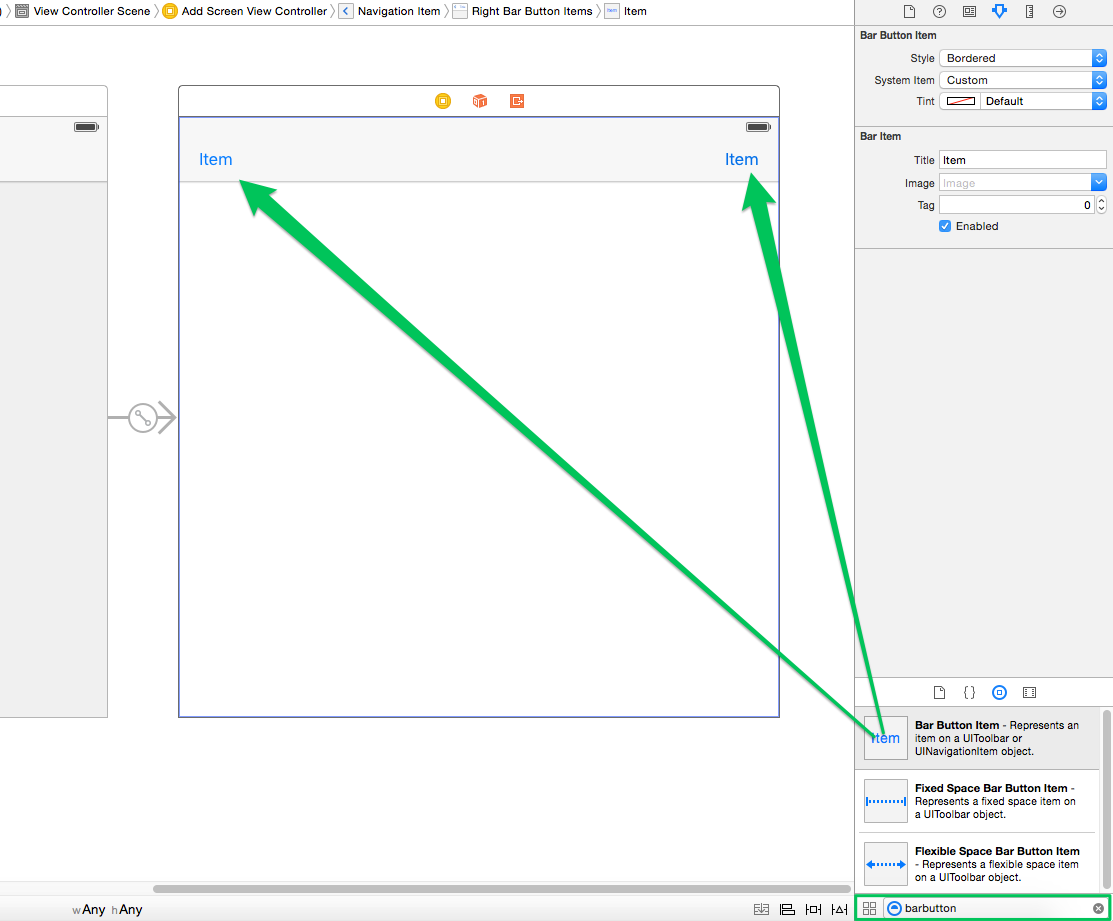 ) View Controller Scene Add Screen View Controller Navigation Item Right Bar Button Items Item Item
Bar Button Item
Style Bordered
System Item Custom
Tint Default
Bar Item
Title Item
Image Image
Tag 0
Enabled
Item Item
{}
Item
Bar Button Item - Represents an
item on a UIToolbar or
UINavigationItem object.
Fixed Space Bar Button Item -
Represents a fixed space item on
a UIToolbar object.
Flexible Space Bar Button Item
- Represents a flexible space item
on a UIToolbar object.
wAny hAny
barbutton